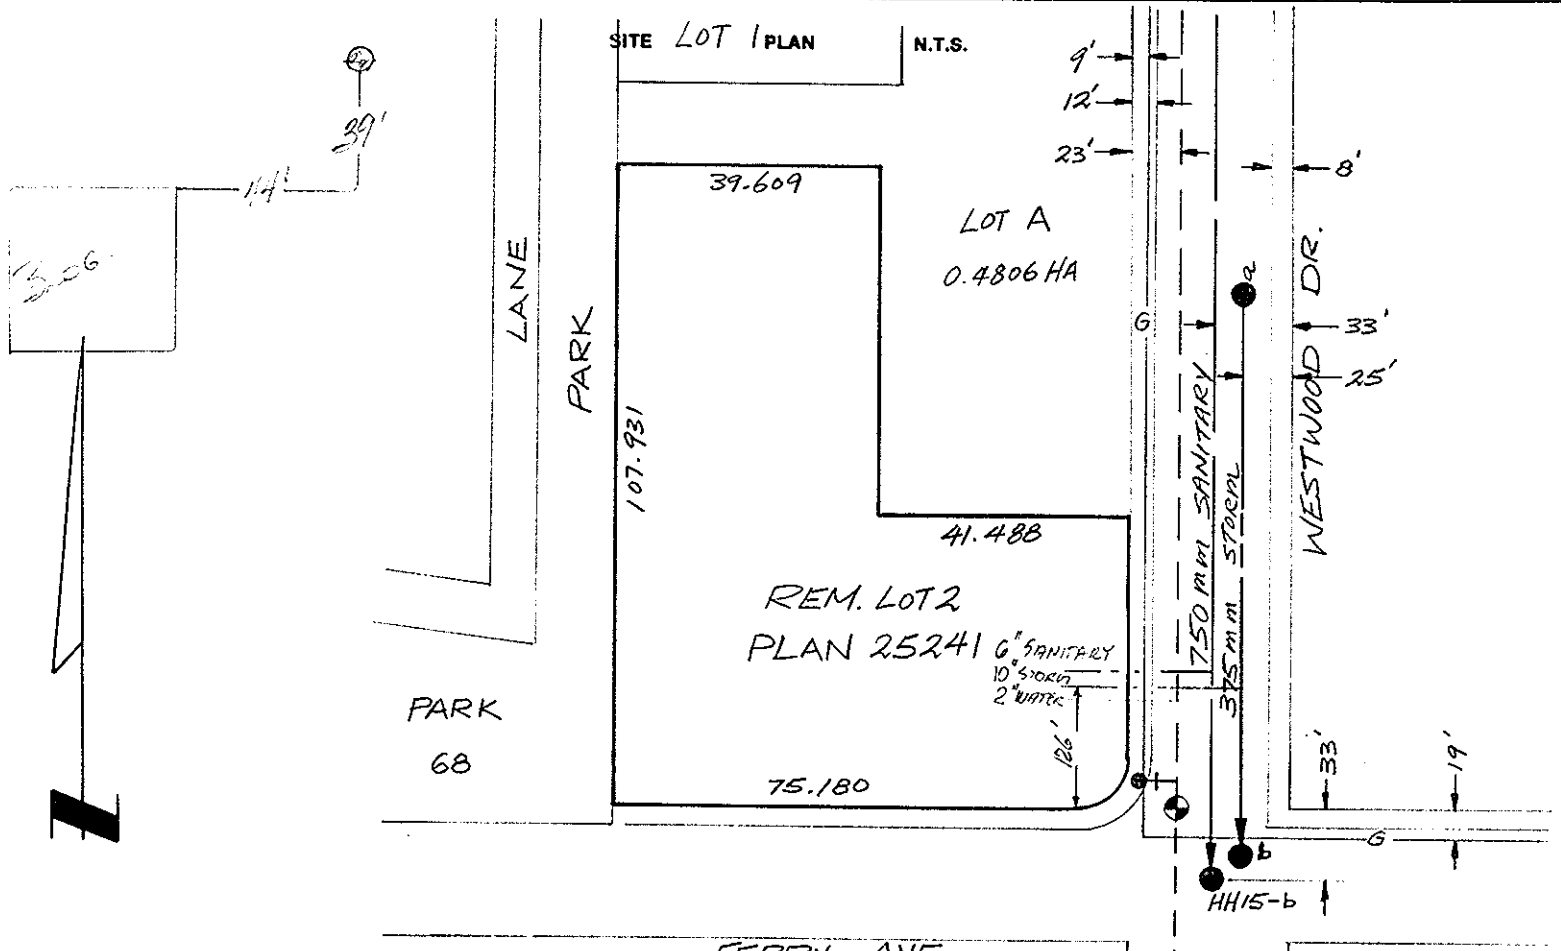 SITE LOT 1 PLAN N.T.S.
9'
12'
23'
8'
39'
44'
39.609
LOT A
0.4806 HA
LANE
PARK
107.931
G
33'
25'
WESTWOOD DR.
750 mm SANITARY
375 mm STORM
a
41.488
REM. LOT 2
PLAN 25241
6" SANITARY
10" STORM
2" WATER
126'
PARK
68
75.180
33'
19'
G
b
HH15-b